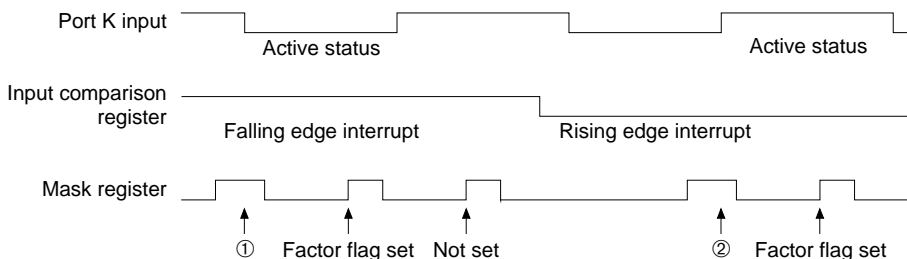 Port K input
Active status
Active status
Input comparison
register
Falling edge interrupt
Rising edge interrupt
Mask register
①
Factor flag set
Not set
②
Factor flag set